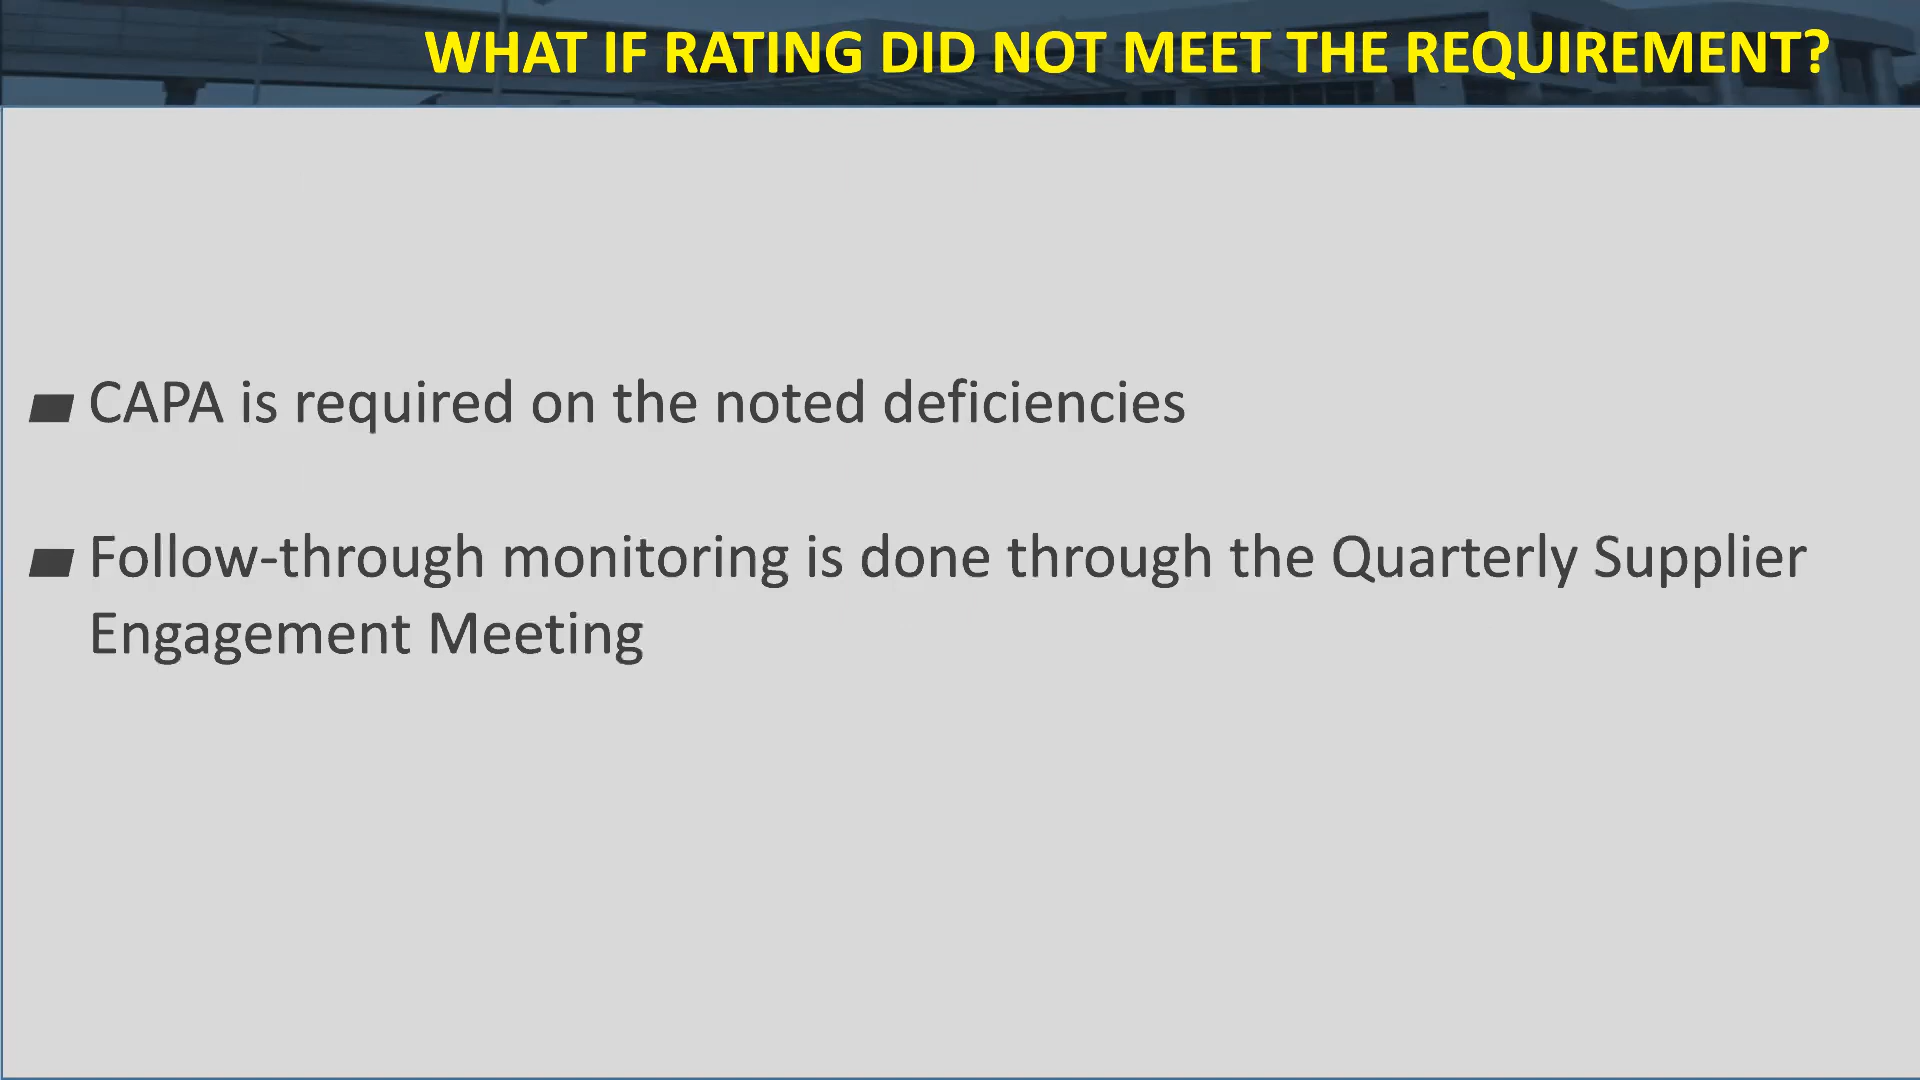 WHAT IF RATING DID NOT MEET THE REQUIREMENT?
CAPA is required on the noted deficiencies
Follow-through monitoring is done through the Quarterly Supplier
Engagement Meeting